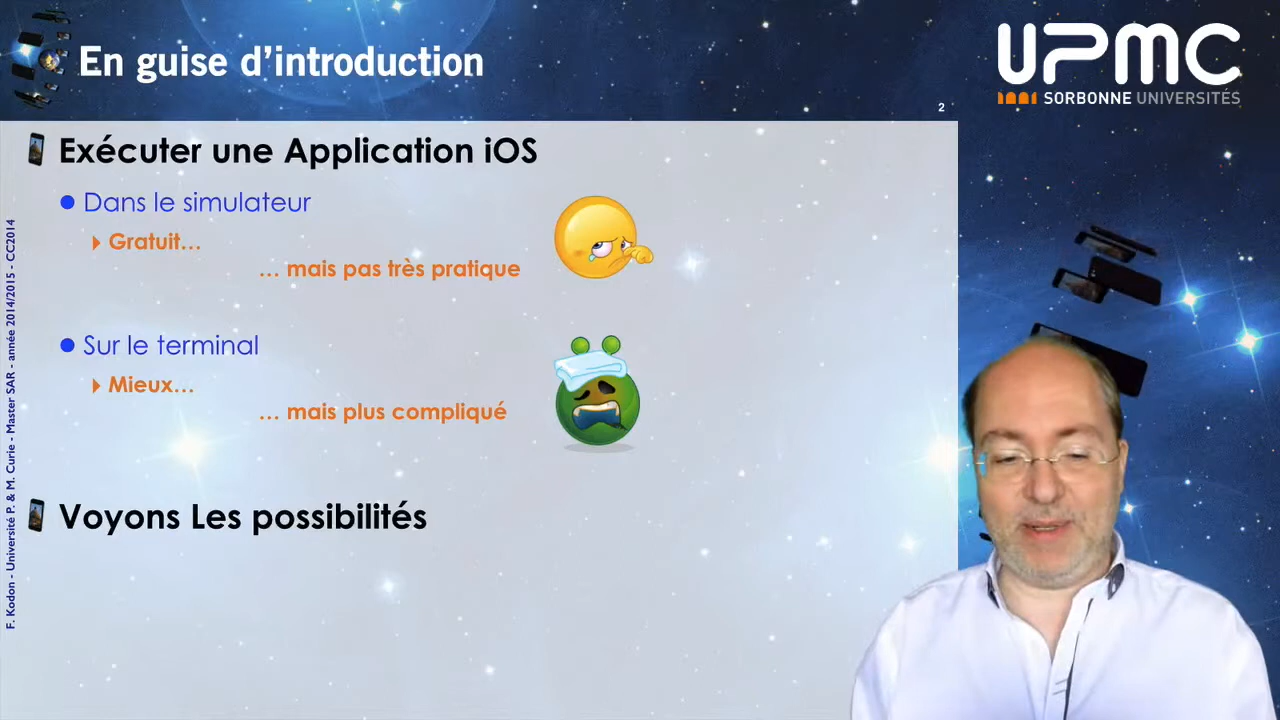 En guise d'introduction
UPMC
SORBONNE UNIVERSITÉS
2
Exécuter une Application iOS
Dans le simulateur
Gratuit…
… mais pas très pratique
Sur le terminal
Mieux…
… mais plus compliqué
Voyons Les possibilités
F. Kodon - Université P. & M. Curie - Master SAR - année 2014/2015 - CC2014